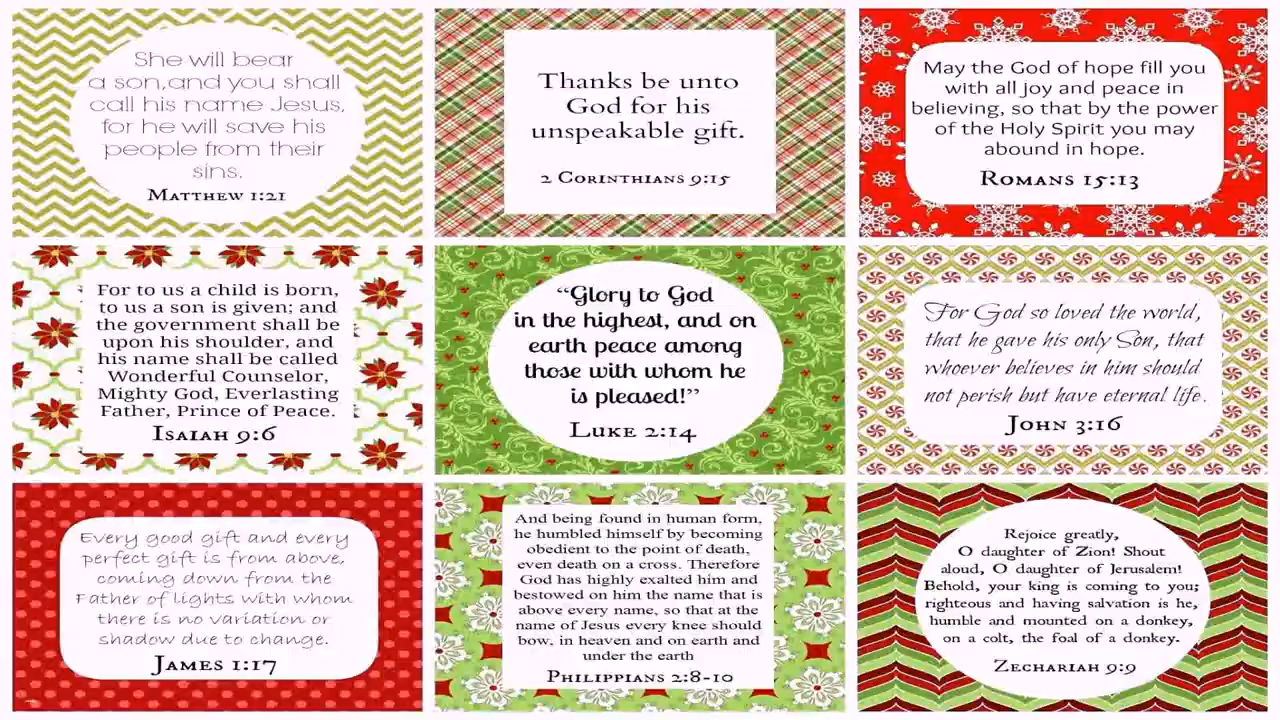 She will bear
a son,and you shall
call his name Jesus,
for he will save his
people from their
sins.
Matthew 1:21
Thanks be unto
God for his
unspeakable gift.
2 Corinthians 9:15
May the God of hope fill you
with all joy and peace in
believing, so that by the power
of the Holy Spirit you may
abound in hope.
Romans 15:13
For to us a child is born,
to us a son is given; and
the government shall be
upon his shoulder, and
his name shall be called
Wonderful Counselor,
Mighty God, Everlasting
Father, Prince of Peace.
Isaiah 9:6
“Glory to God
in the highest, and on
earth peace among
those with whom he
is pleased!”
Luke 2:14
For God so loved the world,
that he gave his only Son, that
whoever believes in him should
not perish but have eternal life.
John 3:16
Every good gift and every
perfect gift is from above,
coming down from the
Father of lights with whom
there is no variation or
shadow due to change.
James 1:17
And being found in human form,
he humbled himself by becoming
obedient to the point of death,
even death on a cross. Therefore
God has highly exalted him and
bestowed on him the name that is
above every name, so that at the
name of Jesus every knee should
bow, in heaven and on earth and
under the earth
Philippians 2:8-10
Rejoice greatly,
O daughter of Zion! Shout
aloud, O daughter of Jerusalem!
Behold, your king is coming to you;
righteous and having salvation is he,
humble and mounted on a donkey,
on a colt, the foal of a donkey.
Zechariah 9:9